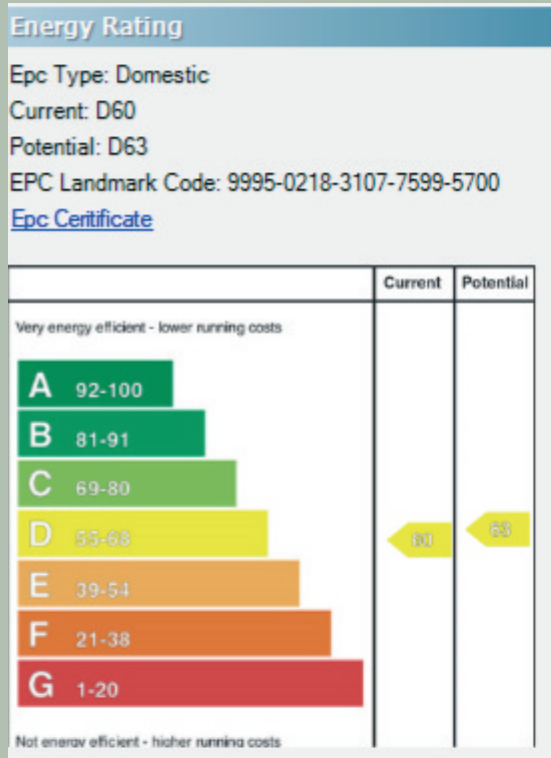 Energy Rating
Epc Type: Domestic
Current: D60
Potential: D63
EPC Landmark Code: 9995-0218-3107-7599-5700
Epc Ceritificate
Current Potential
Very energy efficient - lower running costs
A 92-100
B 81-91
C 69-80
D 55-68
60
63
E 39-54
F 21-38
G 1-20
Not energy efficient - higher running costs